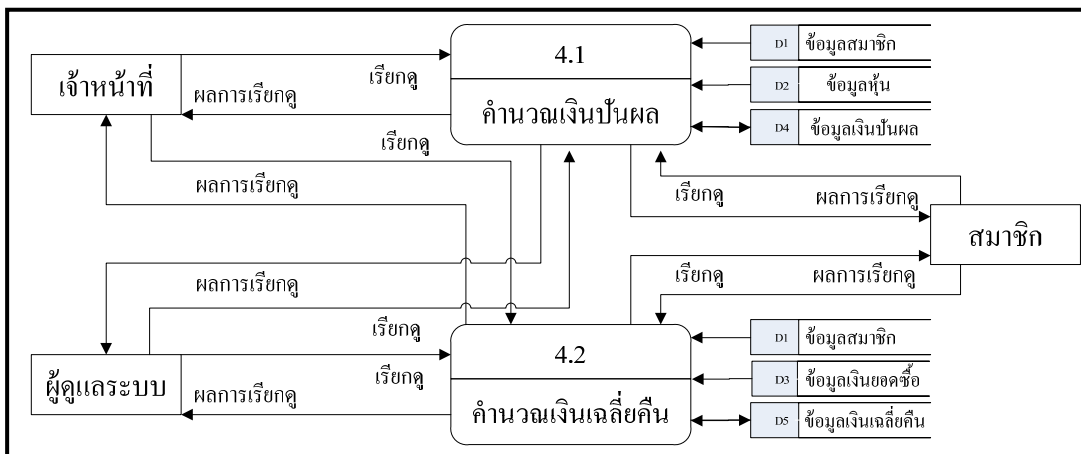 4.1
D1 ข้อมูลสมาชิก
เจ้าหน้าที่
เรียกดู
D2 ข้อมูลหุ้น
ผลการเรียกดู
คำนวณเงินปันผล
D4 ข้อมูลเงินปันผล
เรียกดู
ผลการเรียกดู
เรียกดู
ผลการเรียกดู
สมาชิก
ผลการเรียกดู
เรียกดู
ผลการเรียกดู
เรียกดู
4.2
D1 ข้อมูลสมาชิก
ผู้ดูแลระบบ
เรียกดู
D3 ข้อมูลเงินยอดซื้อ
ผลการเรียกดู
คำนวณเงินเฉลี่ยคืน
D5 ข้อมูลเงินเฉลี่ยคืน